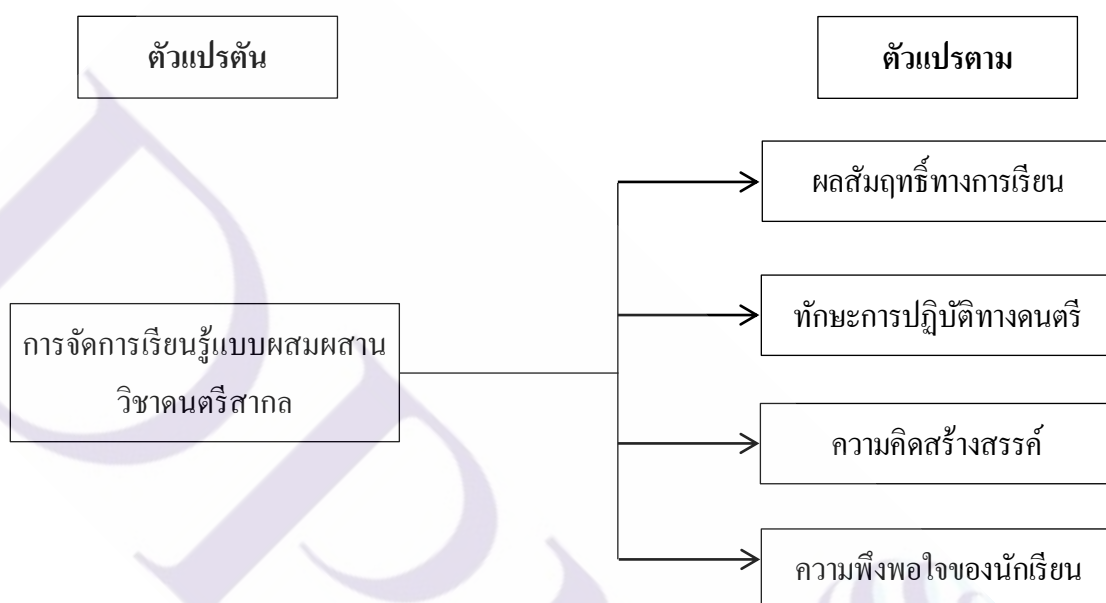 ตัวแปรตัน
ตัวแปรตาม
ผลสัมฤทธิ์ทางการเรียน
ทักษะการปฏิบัติทางดนตรี
การจัดการเรียนรู้แบบผสมผสาน
วิชาดนตรีสากล
ความคิดสร้างสรรค์
ความพึงพอใจของนักเรียน